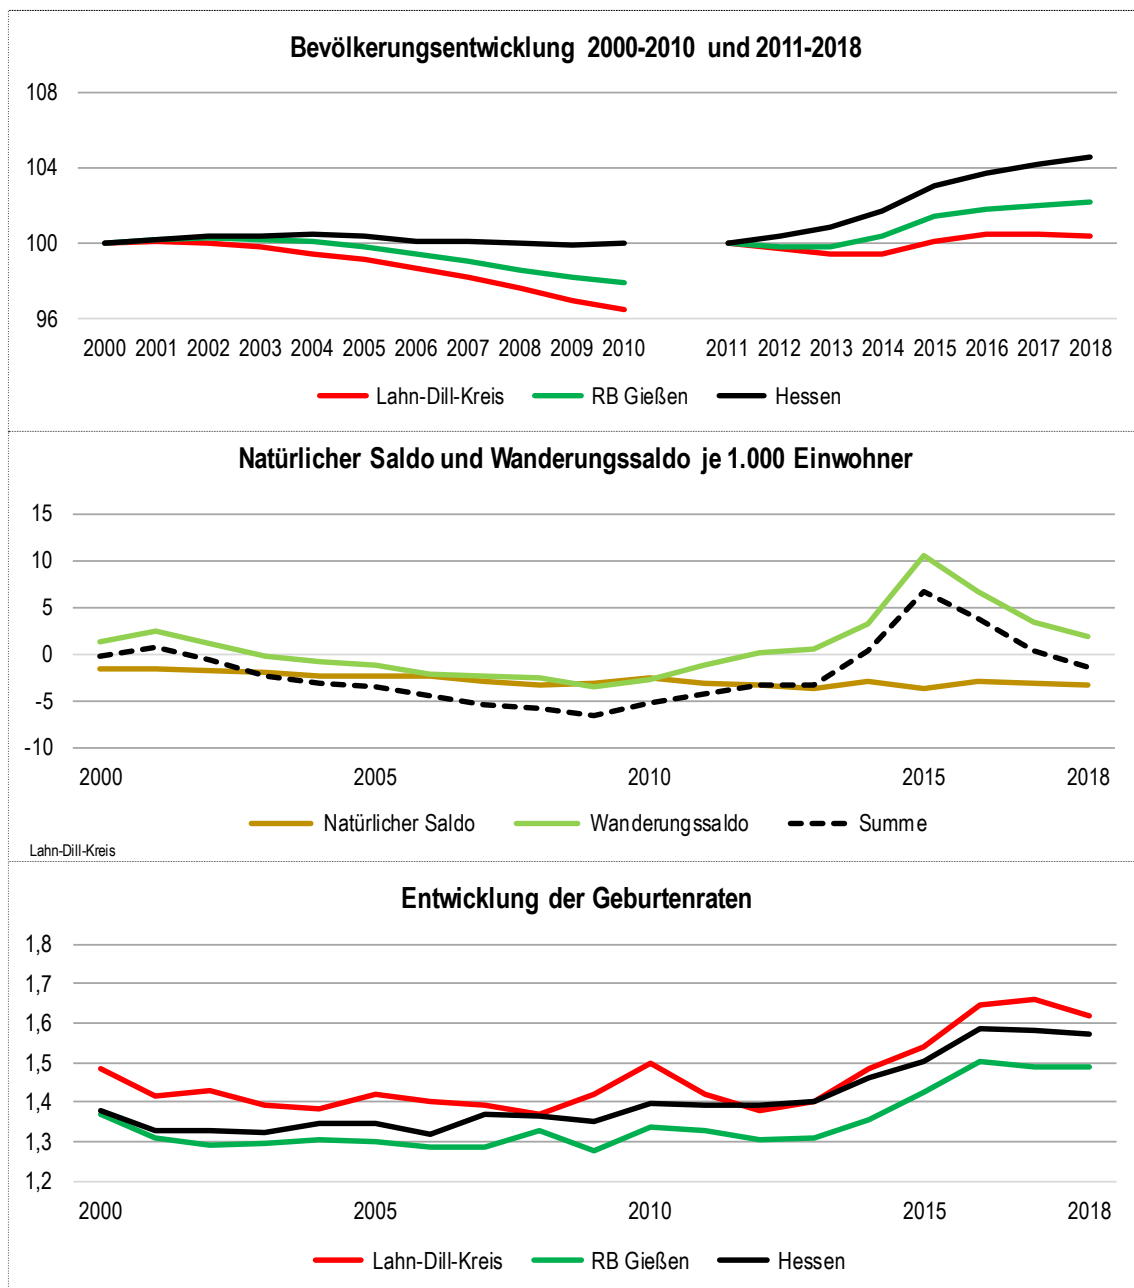 Bevölkerungsentwicklung 2000-2010 und 2011-2018
108
104
100
96
2000 2001 2002 2003 2004 2005 2006 2007 2008 2009 2010 2011 2012 2013 2014 2015 2016 2017 2018
Lahn-Dill-Kreis RB Gießen Hessen
Natürlicher Saldo und Wanderungssaldo je 1.000 Einwohner
15
10
5
0
-5
-10
2000 2005 2010 2015 2018
Natürlicher Saldo Wanderungssaldo Summe
Lahn-Dill-Kreis
Entwicklung der Geburtenraten
1,8
1,7
1,6
1,5
1,4
1,3
1,2
2000 2005 2010 2015 2018
Lahn-Dill-Kreis RB Gießen Hessen